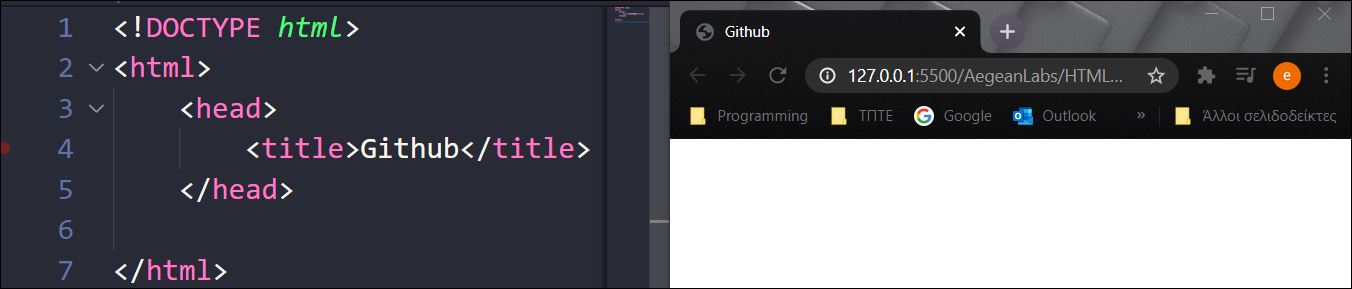 1 <!DOCTYPE html>
2 <html>
3 <head>
4 <title>Github</title>
5 </head>
6
7 </html>
Github
127.0.0.1:5500/AegeanLabs/HTML...
e
Programming ΤΠΤΕ Google Outlook » Άλλοι σελιδοδείκτες